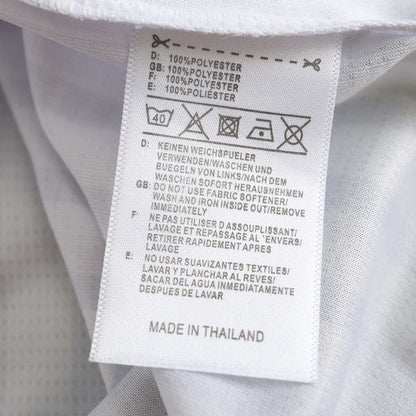 D: 100%POLYESTER
GB: 100%POLYESTER
F: 100%POLYESTER
E: 100%POLIÉSTER
40
D: KEINEN WEICHSPUELER
VERWENDEN/WASCHEN UND
BUEGELN VON LINKS/NACH DEM
WASCHEN SOFORT HERAUSNEHMEN
GB: DO NOT USE FABRIC SOFTENER/
WASH AND IRON INSIDE OUT/REMOVE
IMMEDIATELY
F: NE PAS UTILISER D ASSOUPLISSANT/
LAVAGE ET REPASSAGE AL 'ENVERS/
RETIRER RAPIDEMENT APRES
LAVAGE
E: NO USAR SUAVIZANTES TEXTILES/
LAVAR Y PLANCHAR AL REVES/
SACAR DEL AGUA INMEDIATAMENTE
DESPUES DE LAVAR
MADE IN THAILAND